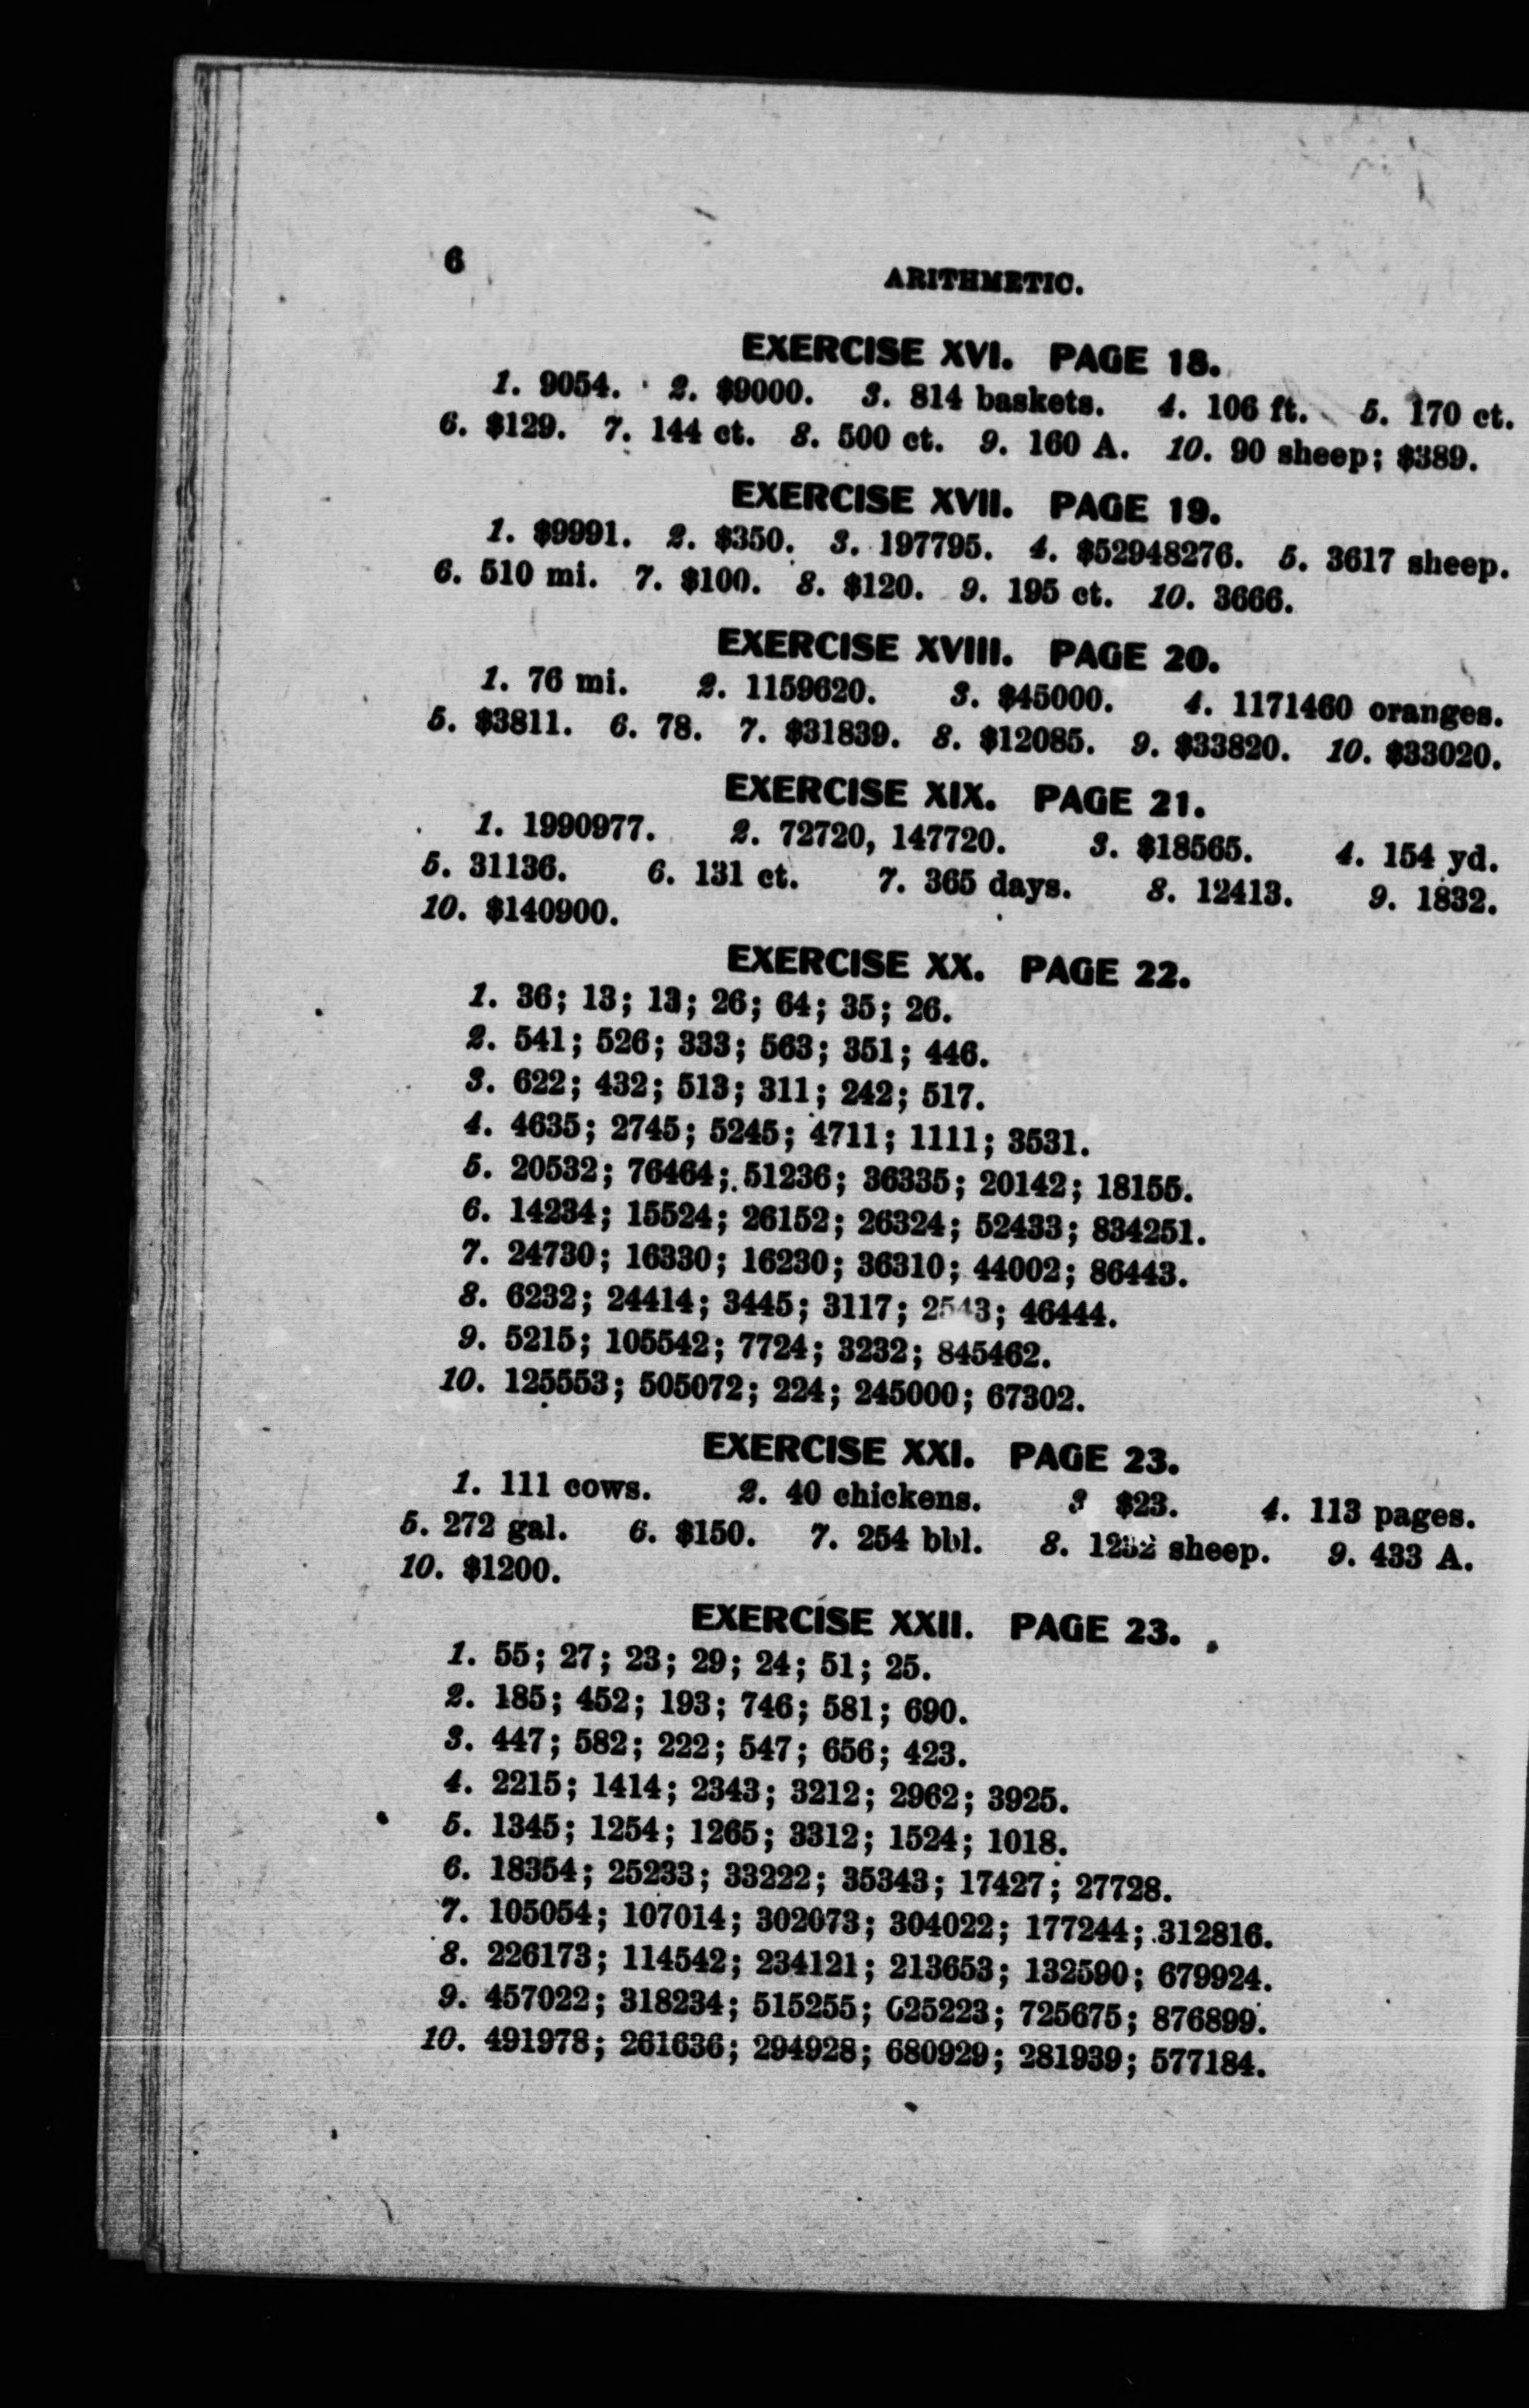 6
ARITHMETIC.
EXERCISE XVI. PAGE 18.
1. 9054. 2. $9000. 3. 814 baskets. 4. 106 ft. 5. 170 ct.
6. $129. 7. 144 ct. 8. 500 ct. 9. 160 A. 10. 90 sheep; $389.
EXERCISE XVII. PAGE 19.
1. $9991. 2. $350. 3. 197795. 4. $52948276. 5. 3617 sheep.
6. 510 mi. 7. $100. 8. $120. 9. 195 ct. 10. 3666.
EXERCISE XVIII. PAGE 20.
1. 76 mi. 2. 1159620. 3. $45000. 4. 1171460 oranges.
5. $3811. 6. 78. 7. $31839. 8. $12085. 9. $33820. 10. $33020.
EXERCISE XIX. PAGE 21.
1. 1990977. 2. 72720, 147720. 3. $18565. 4. 154 yd.
5. 31136. 6. 131 ct. 7. 365 days. 8. 12413. 9. 1832.
10. $140900.
EXERCISE XX. PAGE 22.
1. 36; 13; 13; 26; 64; 35; 26.
2. 541; 526; 333; 563; 351; 446.
3. 622; 432; 513; 311; 242; 517.
4. 4635; 2745; 5245; 4711; 1111; 3531.
5. 20532; 76464; 51236; 36335; 20142; 18155.
6. 14234; 15524; 26152; 26324; 52433; 834251.
7. 24730; 16330; 16230; 36310; 44002; 86443.
8. 6232; 24414; 3445; 3117; 2543; 46444.
9. 5215; 105542; 7724; 3232; 845462.
10. 125553; 505072; 224; 245000; 67302.
EXERCISE XXI. PAGE 23.
1. 111 cows. 2. 40 chickens. 3 $23. 4. 113 pages.
5. 272 gal. 6. $150. 7. 254 bbl. 8. sheep. 9. 433 A.
10. $1200.
EXERCISE XXII. PAGE 23.
1. 55; 27; 23; 29; 24; 51; 25.
2. 185; 452; 193; 746; 581; 690.
3. 447; 582; 222; 547; 656; 423.
4. 2215; 1414; 2343; 3212; 2962; 3925.
5. 1345; 1254; 1265; 3312; 1524; 1018.
6. 18354; 25233; 33222; 35343; 17427; 27728.
7. 105054; 107014; 302073; 304022; 177244; 312816.
8. 226173; 114542; 234121; 213653; 132590; 679924.
9. 457022; 318234; 515255; 625223; 725675; 876899.
10. 491978; 261636; 294928; 680929; 281939; 577184.